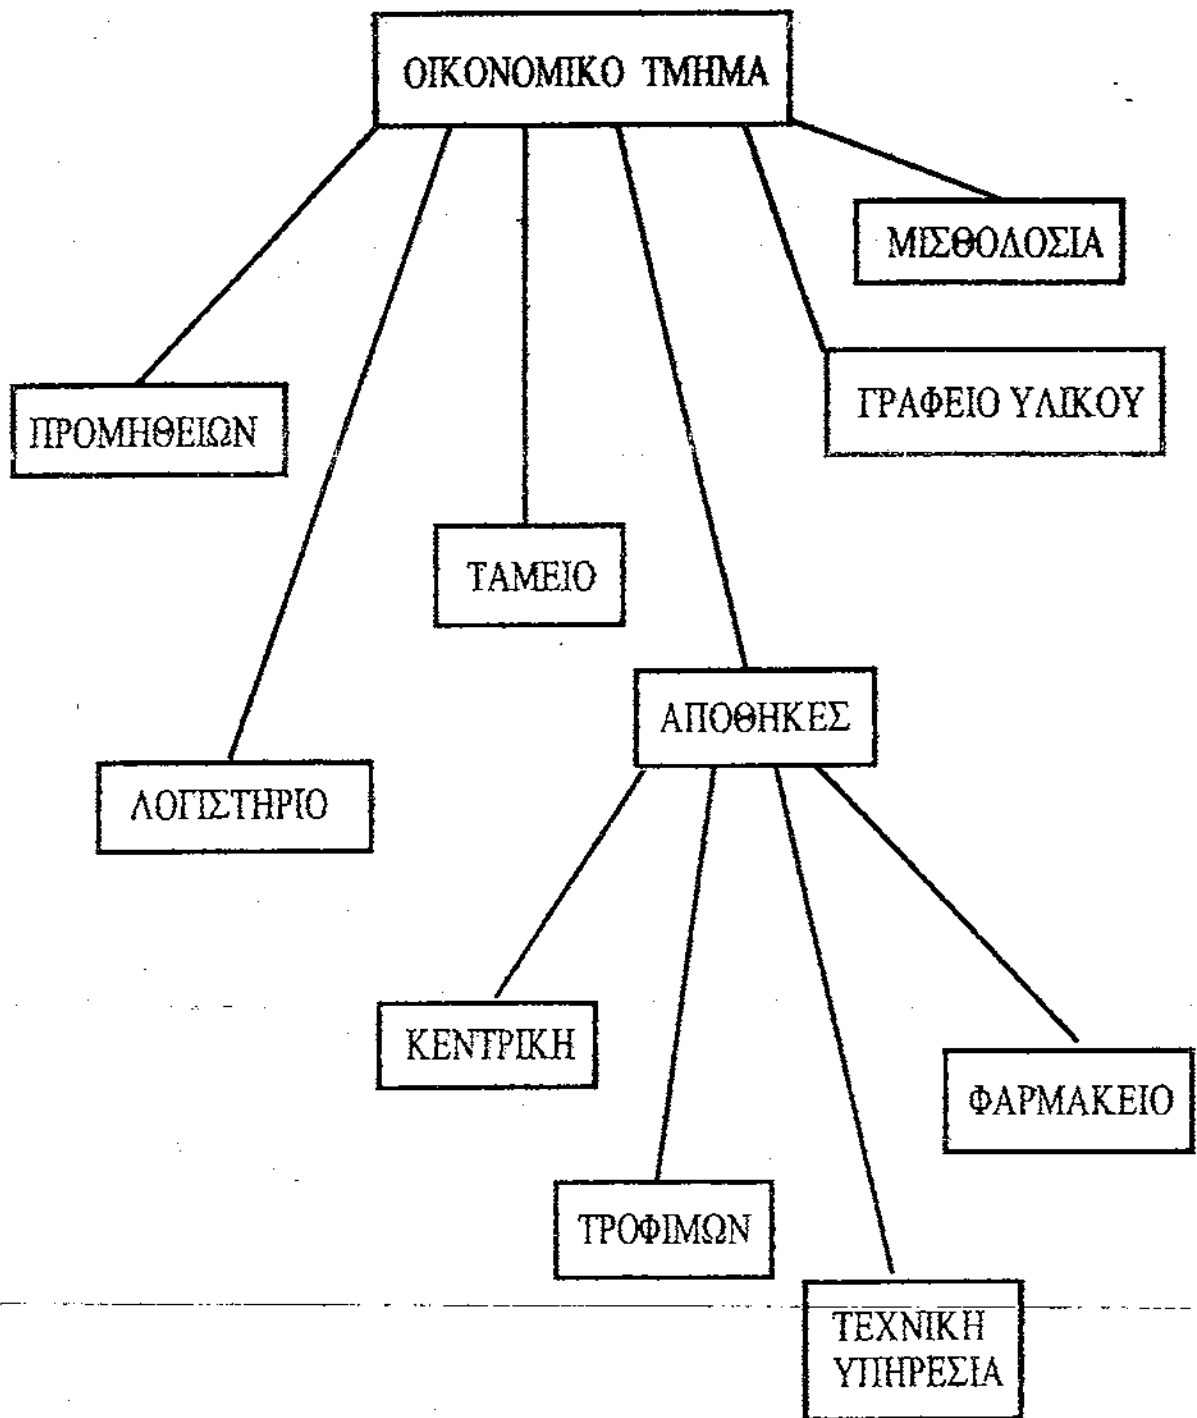 ΟΙΚΟΝΟΜΙΚΟ ΤΜΗΜΑ
ΜΙΣΘΟΔΟΣΙΑ
ΓΡΑΦΕΙΟ ΥΛΙΚΟΥ
ΠΡΟΜΗΘΕΙΩΝ
ΤΑΜΕΙΟ
ΑΠΟΘΗΚΕΣ
ΛΟΓΙΣΤΗΡΙΟ
ΚΕΝΤΡΙΚΗ
ΦΑΡΜΑΚΕΙΟ
ΤΡΟΦΙΜΩΝ
ΤΕΧΝΙΚΗ
ΥΠΗΡΕΣΙΑ